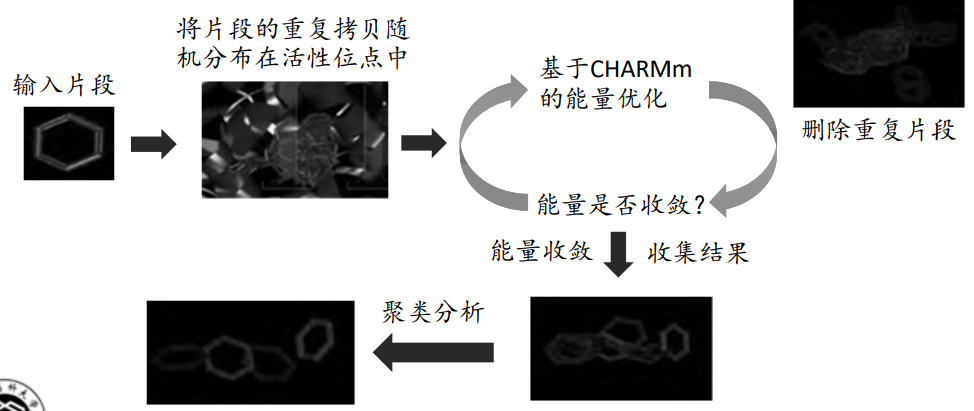 输入片段
将片段的重复拷贝随
机分布在活性位点中
基于CHARMm
的能量优化
删除重复片段
能量是否收敛？
能量收敛
收集结果
聚类分析